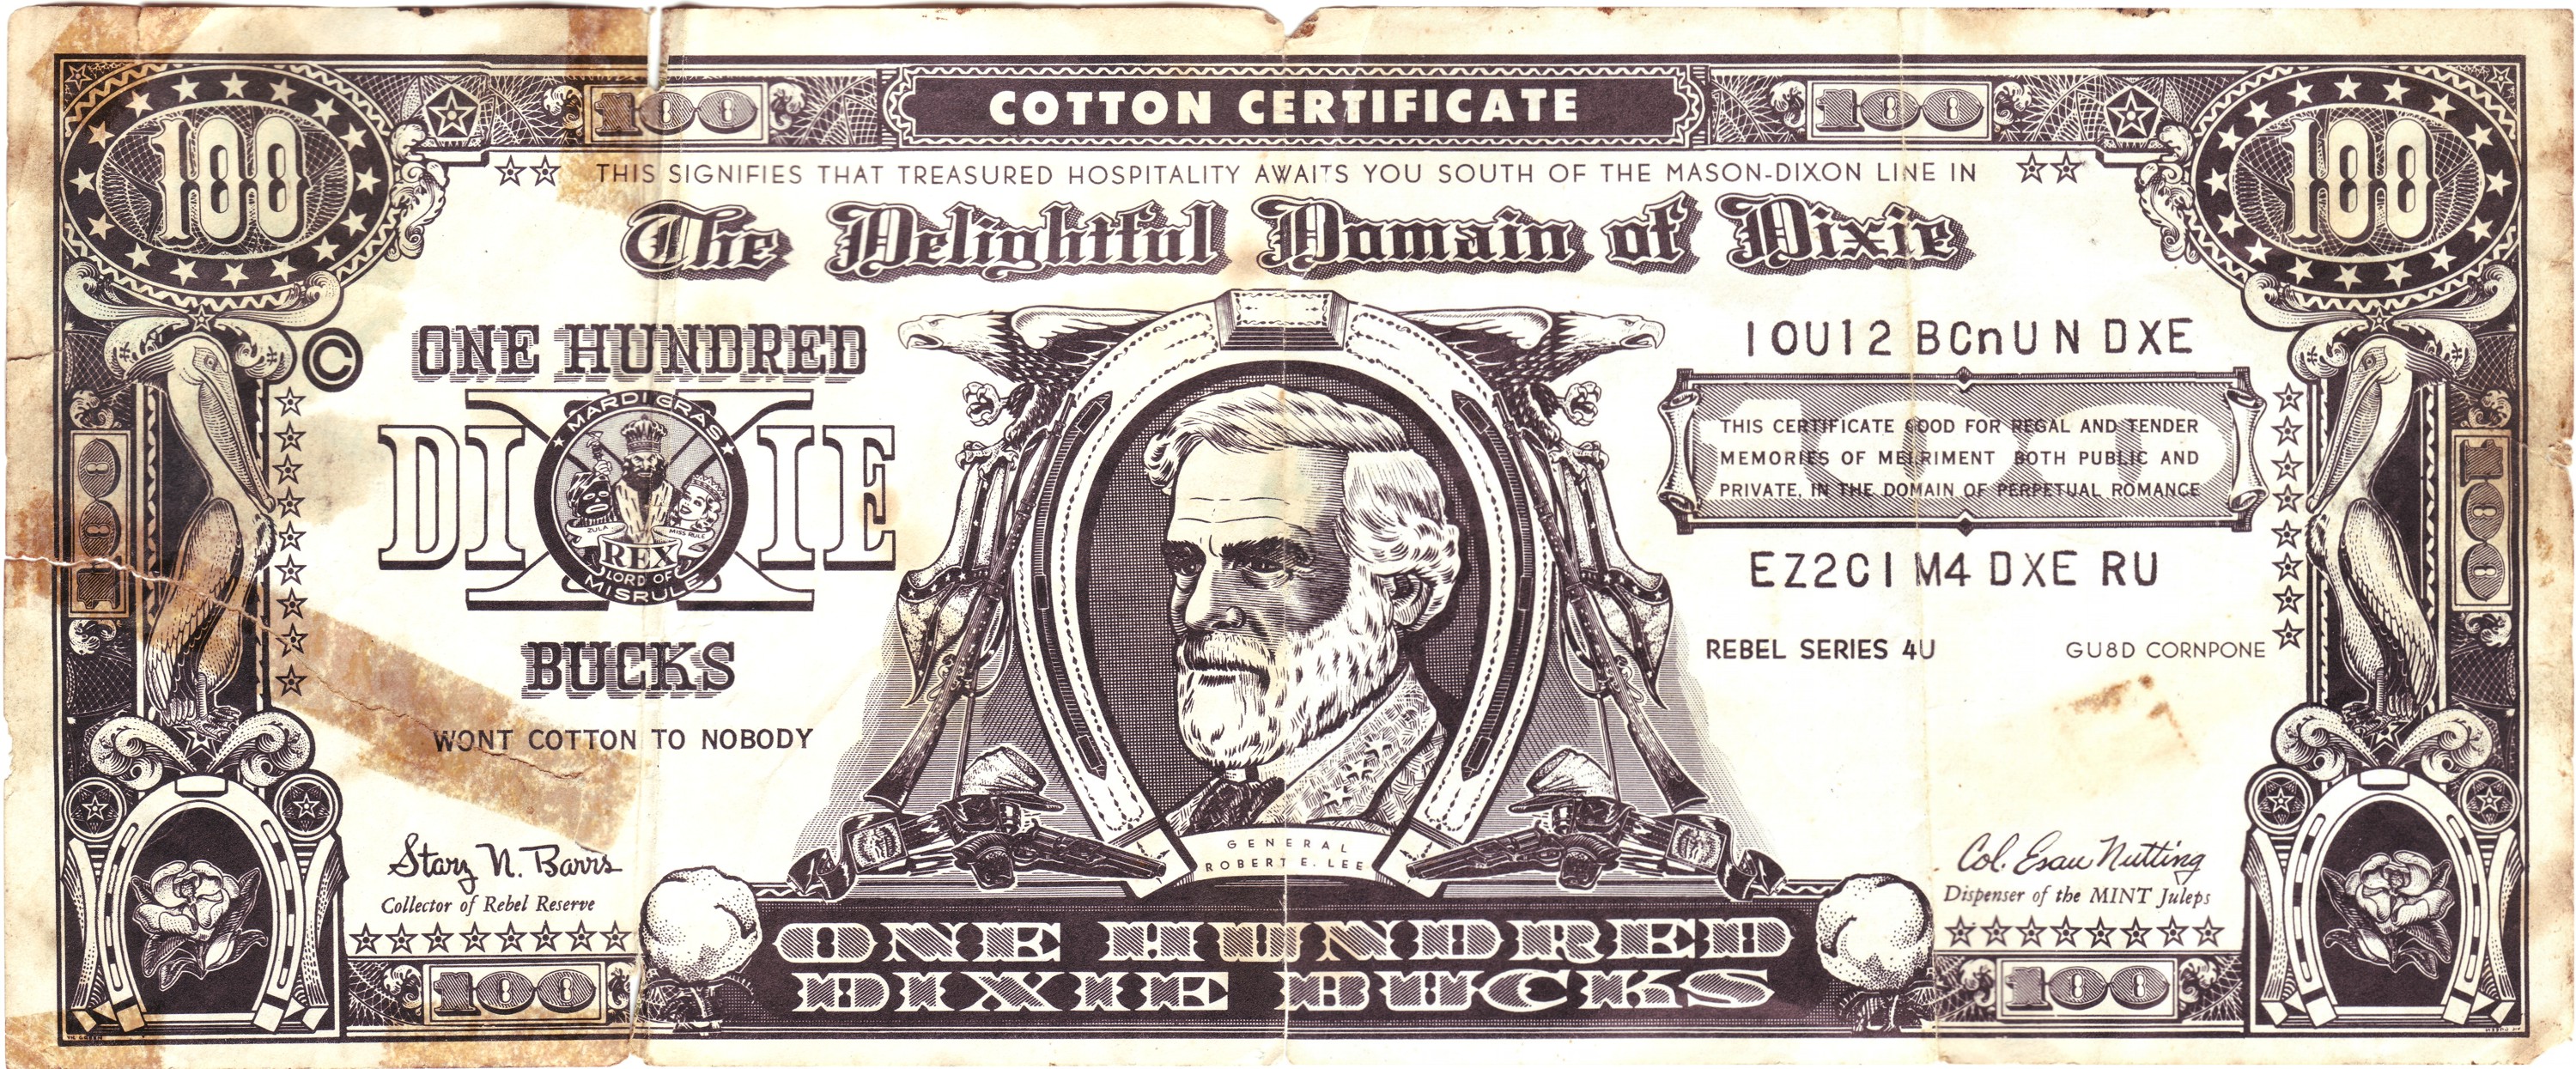 COTTON CERTIFICATE
100
100
100
100
THIS SIGNIFIES THAT TREASURED HOSPITALITY AWAITS YOU SOUTH OF THE MASON-DIXON LINE IN
The Delightful Domain of Dixie
©
ONE HUNDRED
DIXIE
MARDI GRAS
ZULA
MISS RULE
REX
LORD OF
MISRULE
BUCKS
WONT COTTON TO NOBODY
100
Starz N. Barrs
Collector of Rebel Reserve
100
GENERAL
ROBERT E. LEE
ONE HUNDRED
DIXIE BUCKS
IOU12 BCnU N DXE
100
THIS CERTIFICATE GOOD FOR REGAL AND TENDER
MEMORIES OF MERRIMENT BOTH PUBLIC AND
PRIVATE, IN THE DOMAIN OF PERPETUAL ROMANCE
EZ2CI M4 DXE RU
REBEL SERIES 4U
GU8D CORNPONE
100
Col. Esau Nutting
Dispenser of the MINT Juleps
100